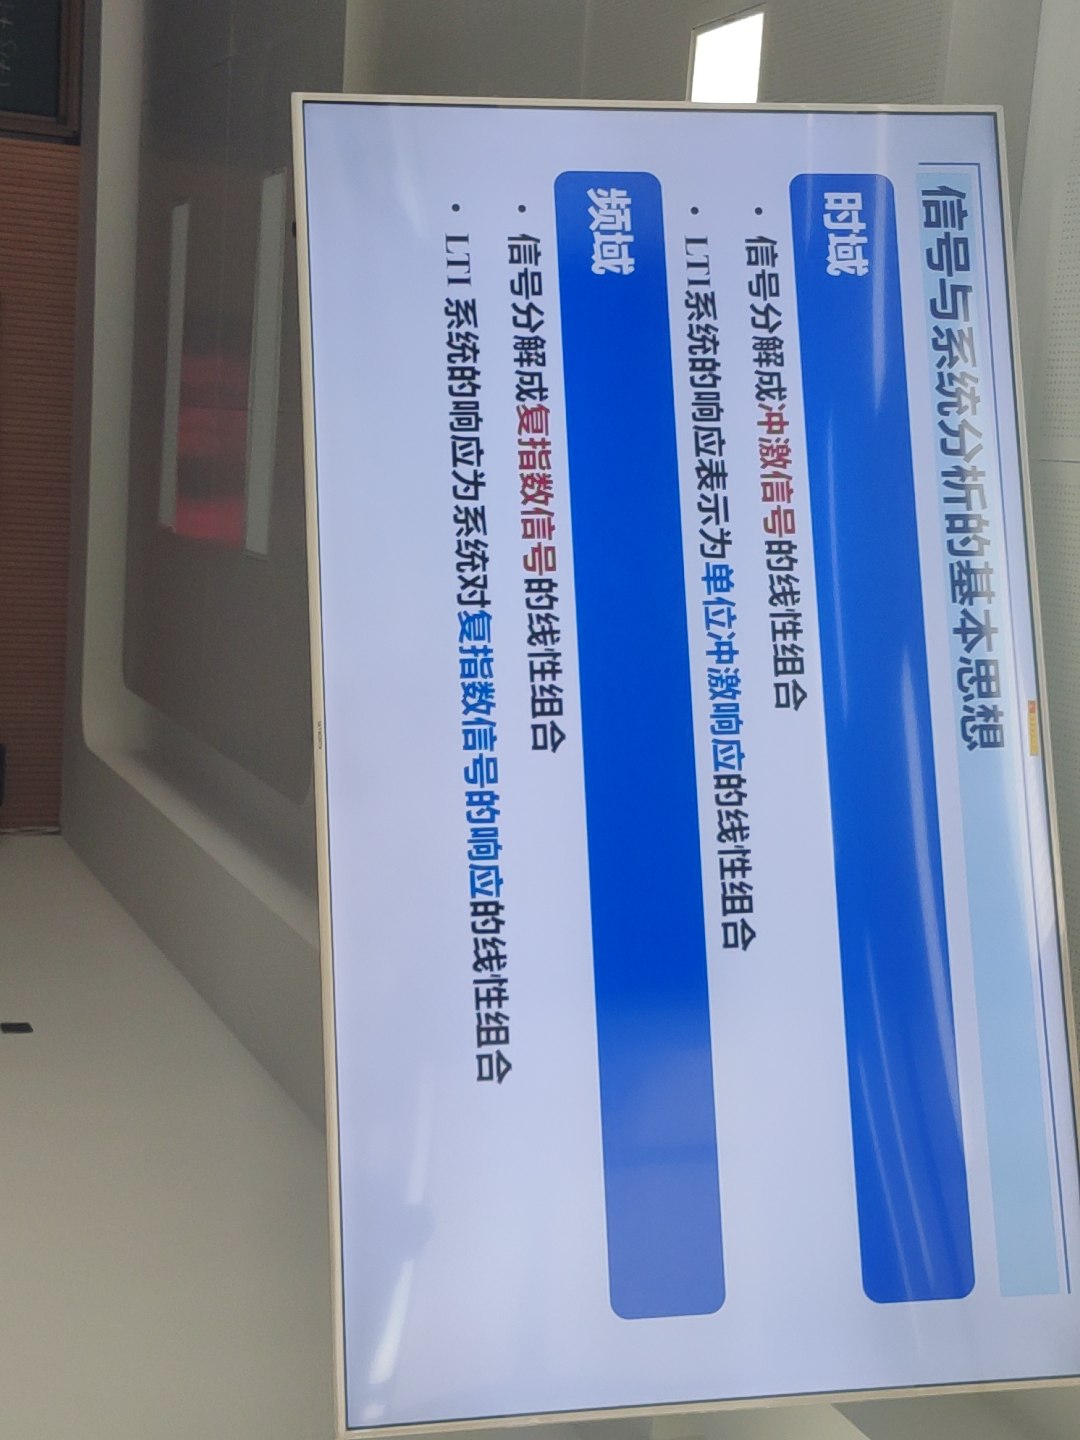 信号与系统分析的基本思想
时域
• 信号分解成冲激信号的线性组合
• LTI系统的响应表示为单位冲激响应的线性组合
频域
• 信号分解成复指数信号的线性组合
• LTI 系统的响应为系统对复指数信号的响应的线性组合
SKYWORTH